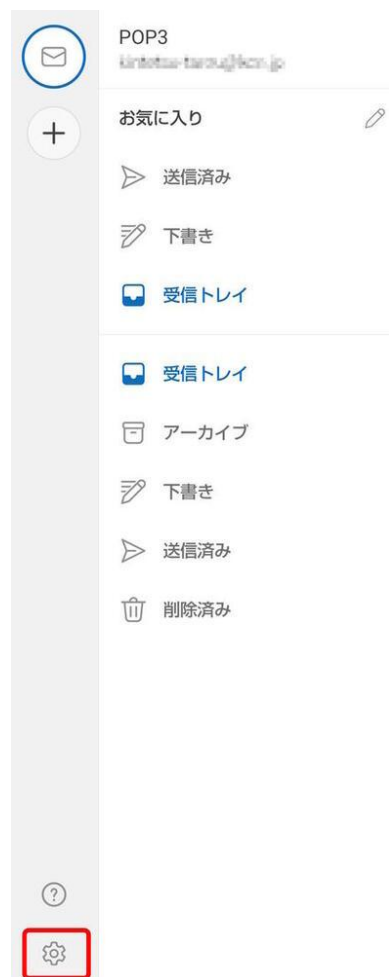 POP3
お気に入り
送信済み
下書き
受信トレイ
受信トレイ
アーカイブ
下書き
送信済み
削除済み